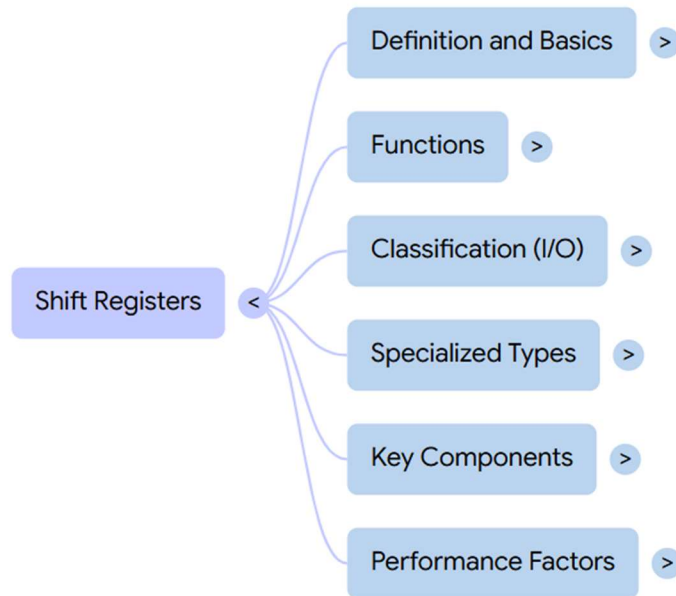 Shift Registers
<
Definition and Basics
>
Functions
>
Classification (I/O)
>
Specialized Types
>
Key Components
>
Performance Factors
>